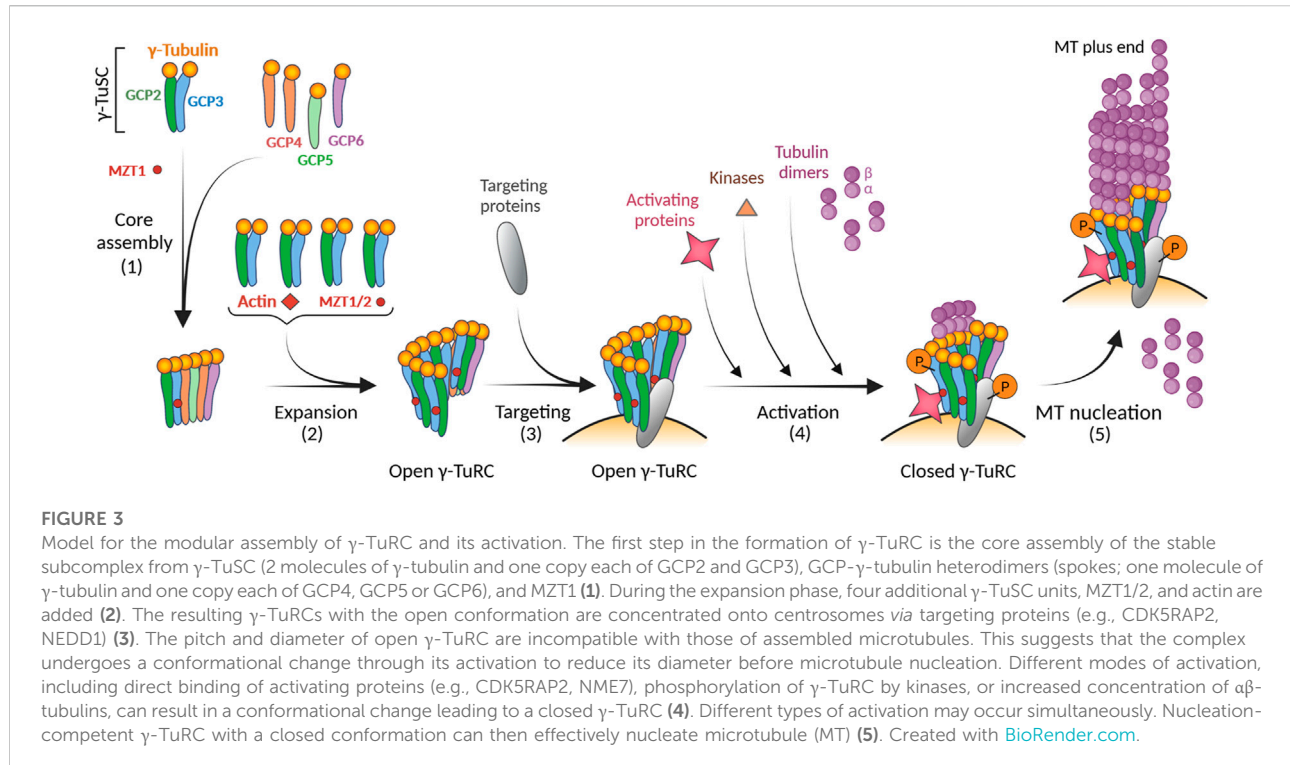 γ-Tubulin
γ-TuSC
GCP2
GCP3
GCP4
GCP5
GCP6
MZT1
Core
assembly
(1)
Actin
MZT1/2
Expansion
(2)
Open γ-TuRC
Targeting
proteins
Targeting
(3)
Open γ-TuRC
Activating
proteins
Kinases
Tubulin
dimers
β
α
Activation
(4)
P
P
Closed γ-TuRC
MT nucleation
(5)
MT plus end
P
P
FIGURE 3
Model for the modular assembly of γ-TuRC and its activation. The first step in the formation of γ-TuRC is the core assembly of the stable
subcomplex from γ-TuSC (2 molecules of γ-tubulin and one copy each of GCP2 and GCP3), GCP-γ-tubulin heterodimers (spokes; one molecule of
γ-tubulin and one copy each of GCP4, GCP5 or GCP6), and MZT1 (1). During the expansion phase, four additional γ-TuSC units, MZT1/2, and actin are
added (2). The resulting γ-TuRCs with the open conformation are concentrated onto centrosomes via targeting proteins (e.g., CDK5RAP2,
NEDD1) (3). The pitch and diameter of open γ-TuRC are incompatible with those of assembled microtubules. This suggests that the complex
undergoes a conformational change through its activation to reduce its diameter before microtubule nucleation. Different modes of activation,
including direct binding of activating proteins (e.g., CDK5RAP2, NME7), phosphorylation of γ-TuRC by kinases, or increased concentration of αβ-
tubulins, can result in a conformational change leading to a closed γ-TuRC (4). Different types of activation may occur simultaneously. Nucleation-
competent γ-TuRC with a closed conformation can then effectively nucleate microtubule (MT) (5). Created with BioRender.com.